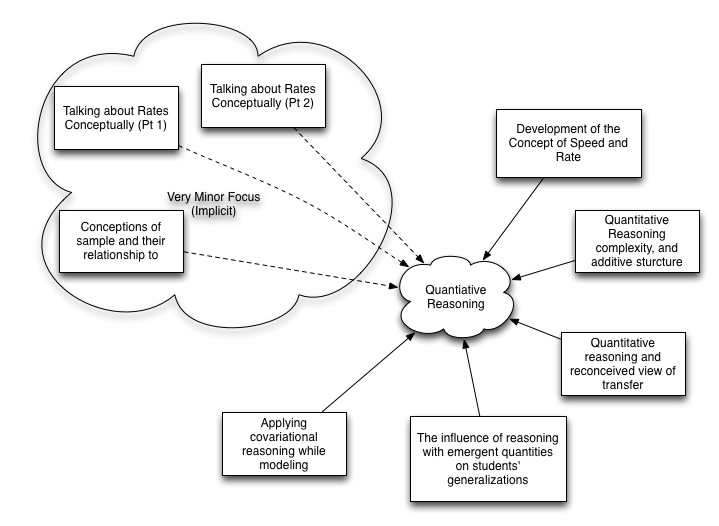 Talking about Rates
Conceptually (Pt 1)
Talking about Rates
Conceptually (Pt 2)
Very Minor Focus
(Implicit)
Conceptions of
sample and their
relationship to
Development of the
Concept of Speed and
Rate
Quantitative
Reasoning
complexity, and
additive sturcture
Quantiative
Reasoning
Quantitative
reasoning and
reconceived view of
transfer
Applying
covariational
reasoning while
modeling
The influence of reasoning
with emergent quantities
on students'
generalizations